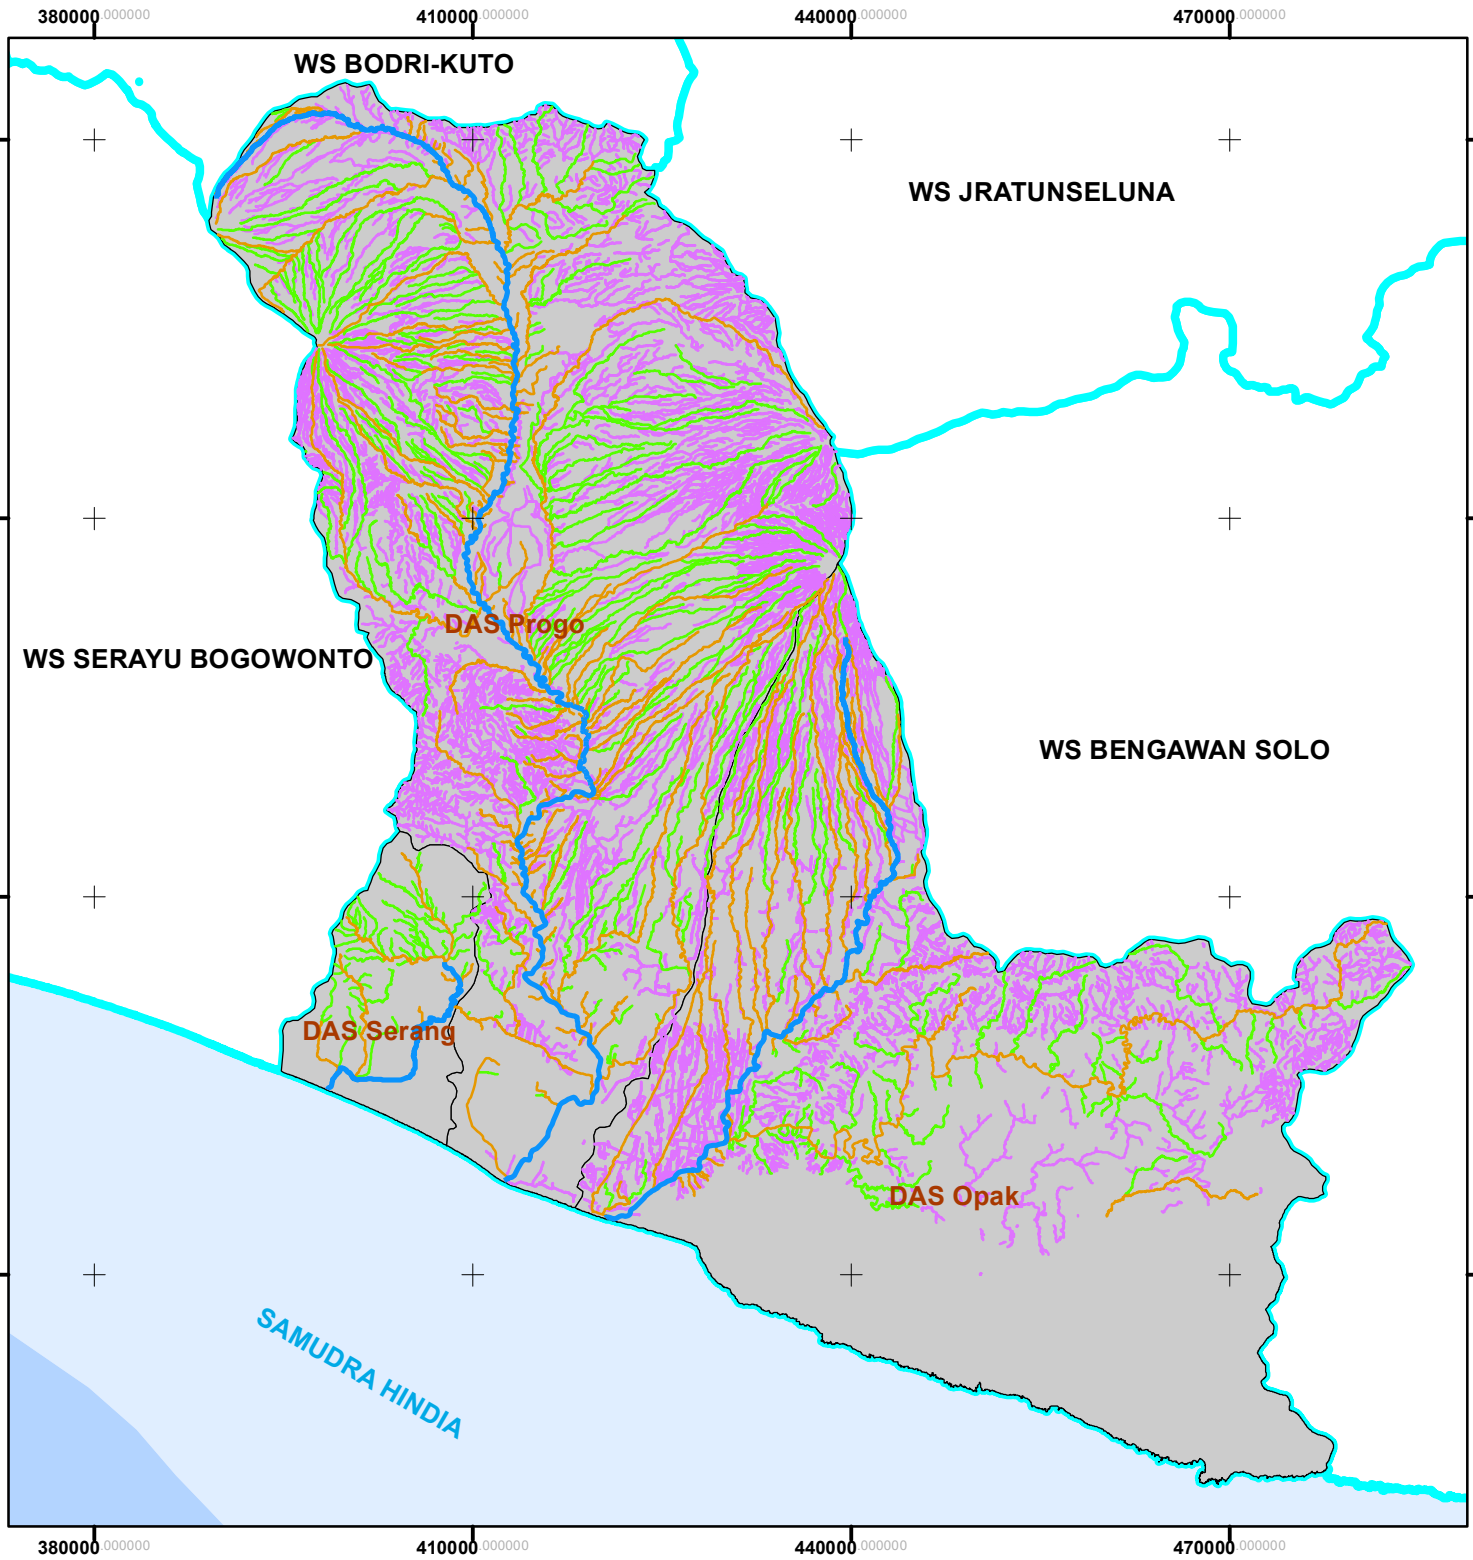 380000.000000 410000.000000 440000.000000 470000.000000
WS BODRI-KUTO
WS JRATUNSELUNA
DAS Progo
WS SERAYU BOGOWONTO
WS BENGAWAN SOLO
DAS Serang
DAS Opak
SAMUDRA HINDIA
380000.000000 410000.000000 440000.000000 470000.000000